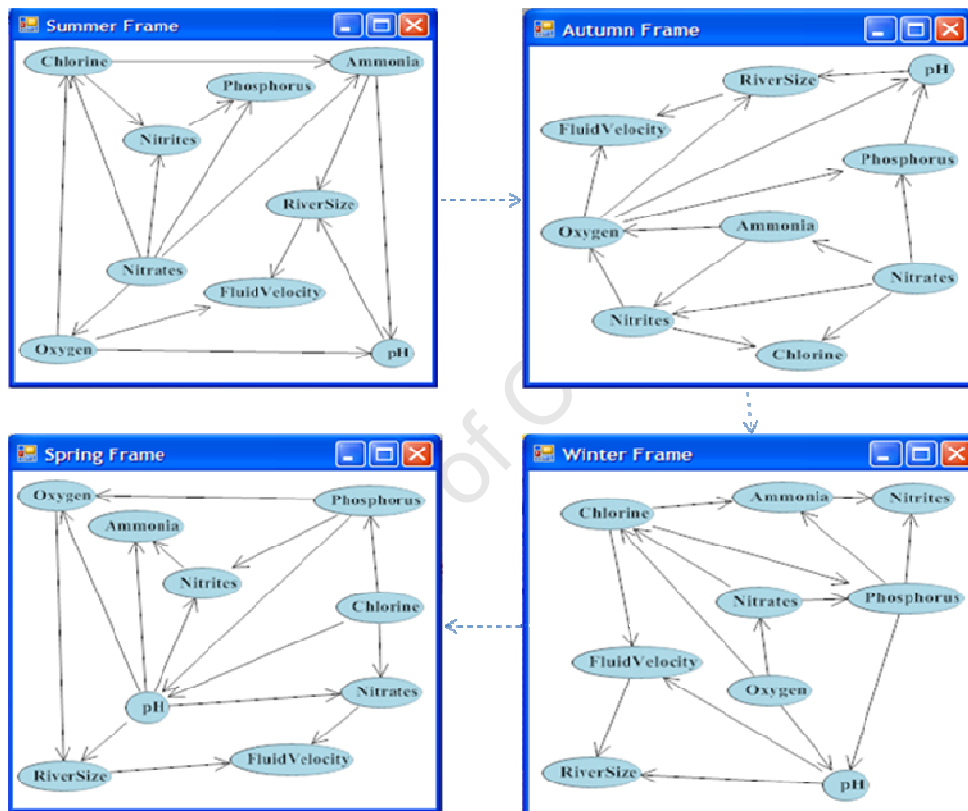 Summer Frame
Chlorine
Ammonia
Phosphorus
Nitrites
RiverSize
Nitrates
FluidVelocity
Oxygen
pH
Autumn Frame
pH
RiverSize
FluidVelocity
Phosphorus
Ammonia
Oxygen
Nitrates
Nitrites
Chlorine
Spring Frame
Oxygen
Phosphorus
Ammonia
Nitrites
Chlorine
Nitrates
pH
FluidVelocity
RiverSize
Winter Frame
Ammonia
Nitrites
Chlorine
Nitrates
Phosphorus
FluidVelocity
Oxygen
RiverSize
pH
of C